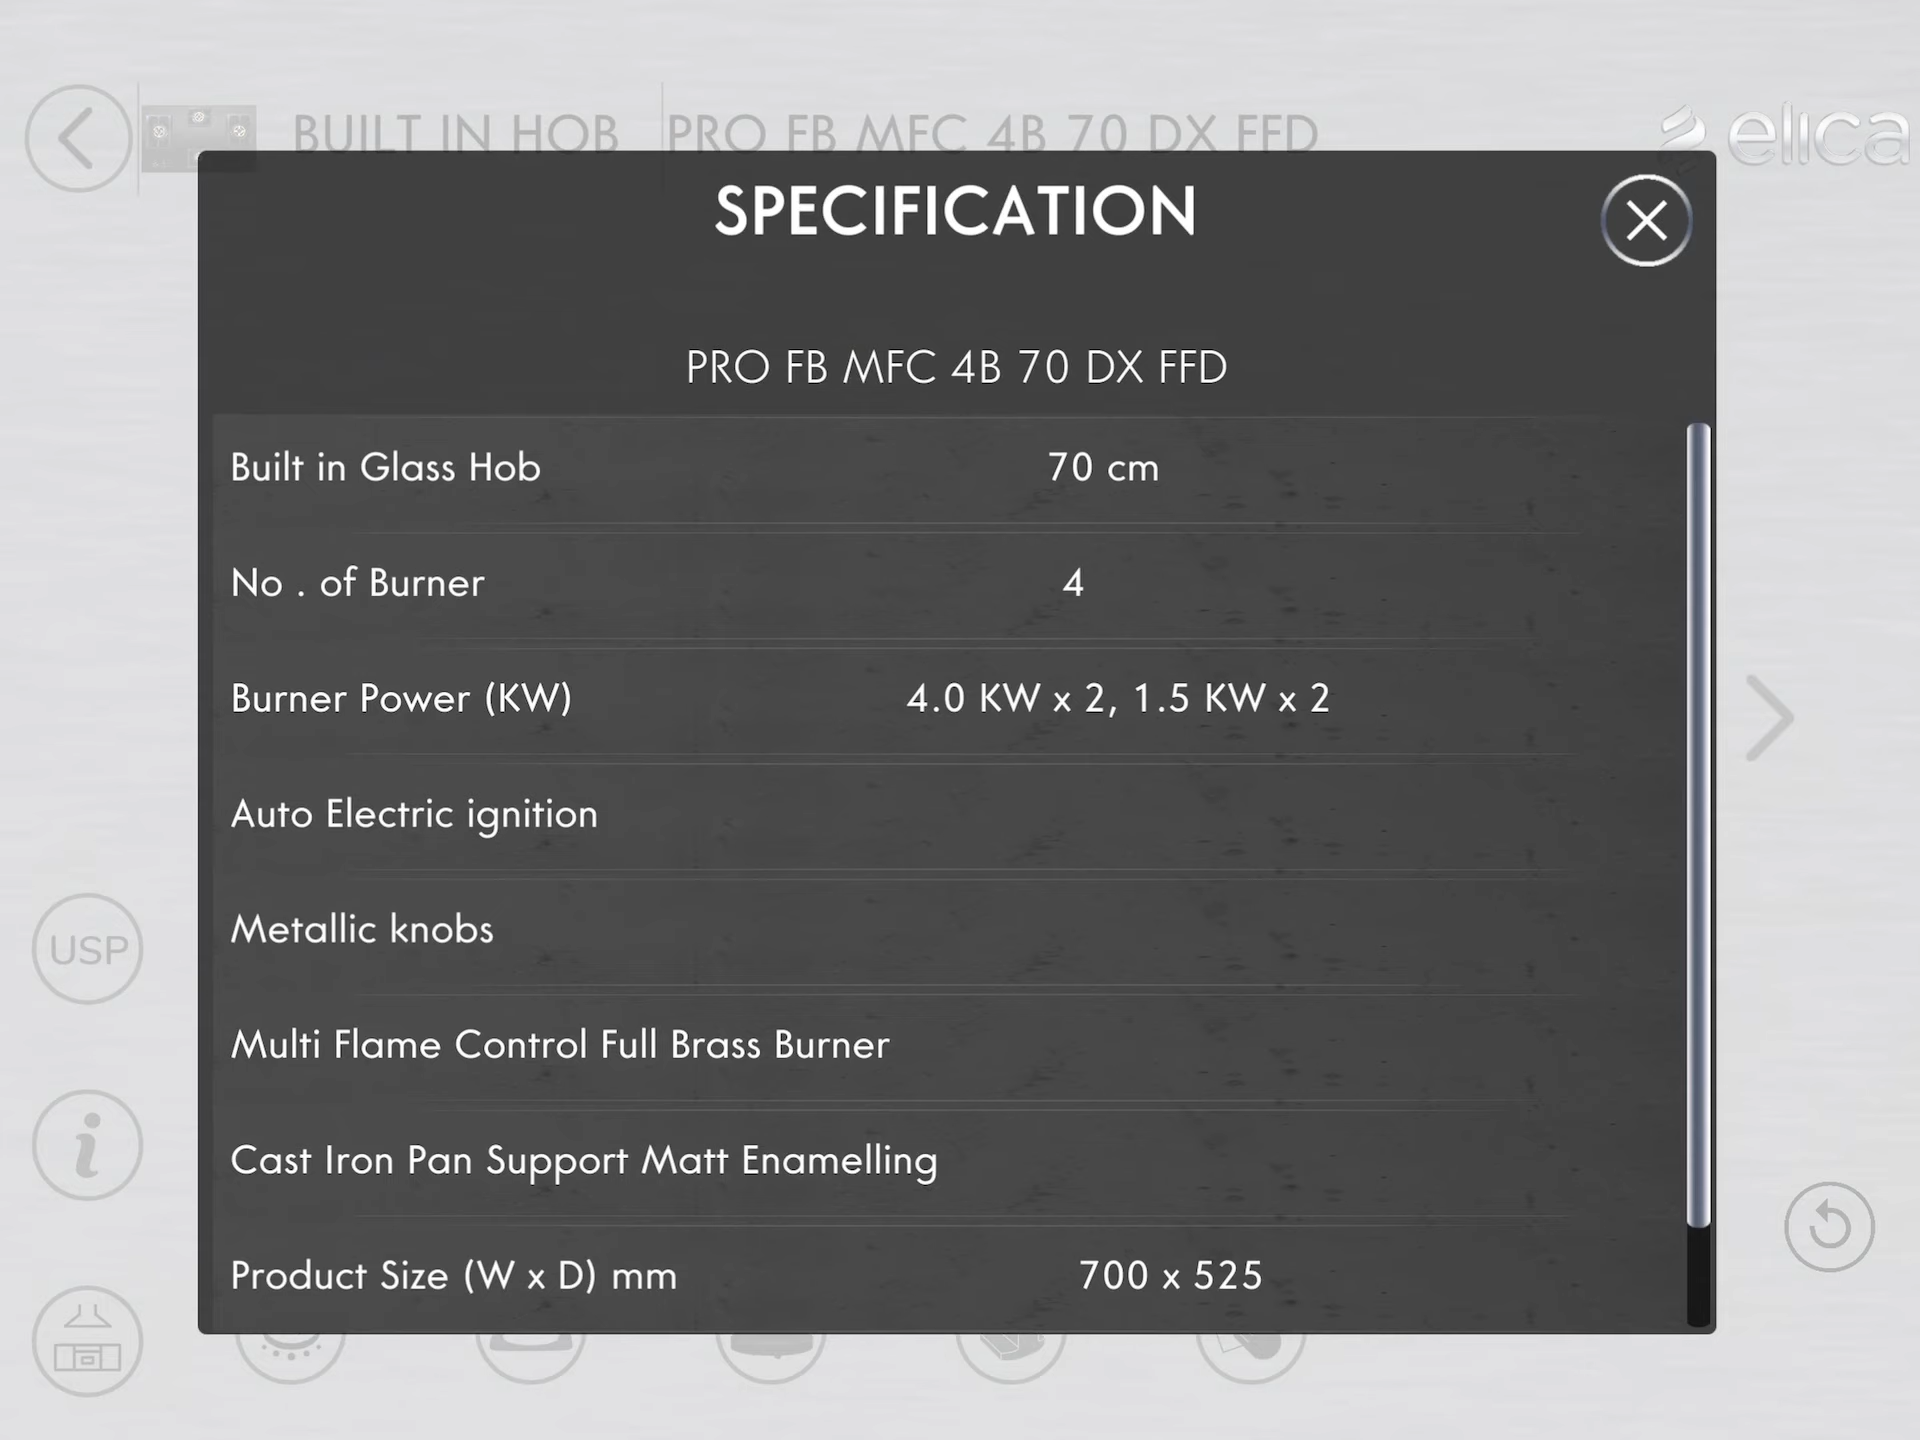 BUILT IN HOB
PRO FB MFC 4B 70 DX FFD
elica
SPECIFICATION
PRO FB MFC 4B 70 DX FFD
Built in Glass Hob 70 cm
No . of Burner 4
Burner Power (KW) 4.0 KW x 2, 1.5 KW x 2
Auto Electric ignition
Metallic knobs
Multi Flame Control Full Brass Burner
Cast Iron Pan Support Matt Enamelling
Product Size (W x D) mm 700 x 525
USP
i